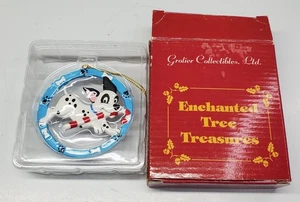 Grolier Collectibles, Ltd.
Enchanted
Tree
Treasures